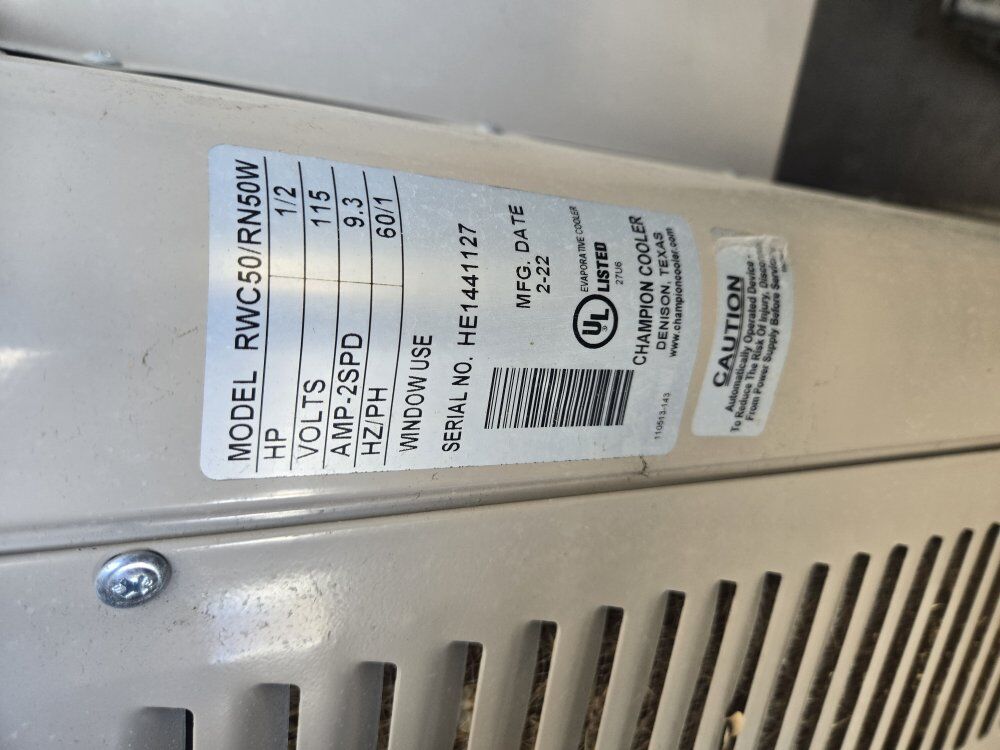 MODEL RWC50/RN50W
HP 1/2
VOLTS 115
AMP-2SPD 9.3
HZ/PH 60/1
WINDOW USE
SERIAL NO. HE1441127
MFG. DATE
2-22
UL
®
EVAPORATIVE COOLER
LISTED
27U6
CHAMPION COOLER
DENISON, TEXAS
www.championcooler.com
110513-143
CAUTION
Automatically Operated Device -
To Reduce The Risk Of Injury,
From Power Supply Before